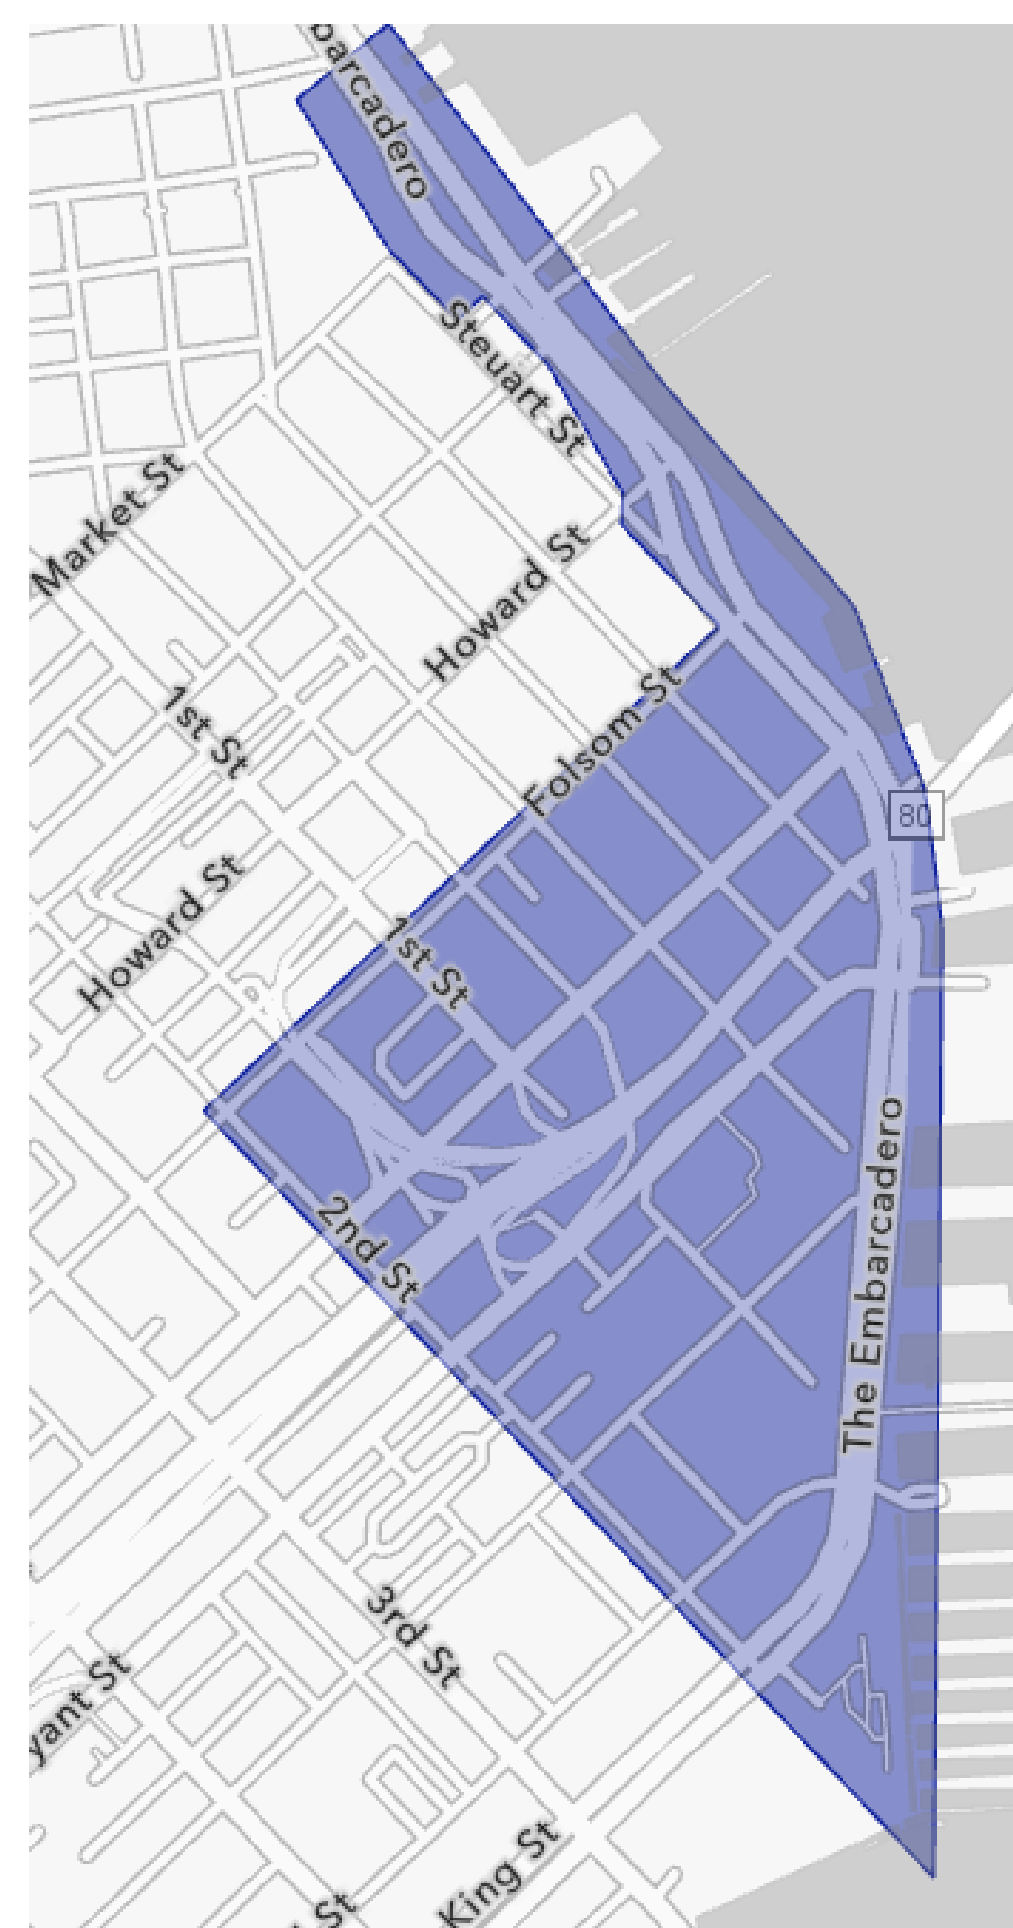 barcadero
Steuart St
Market St
Howard St
1st St
Folsom St
80
Howard St
1st St
2nd St
The Embarcadero
3rd St
yant St
King St
St